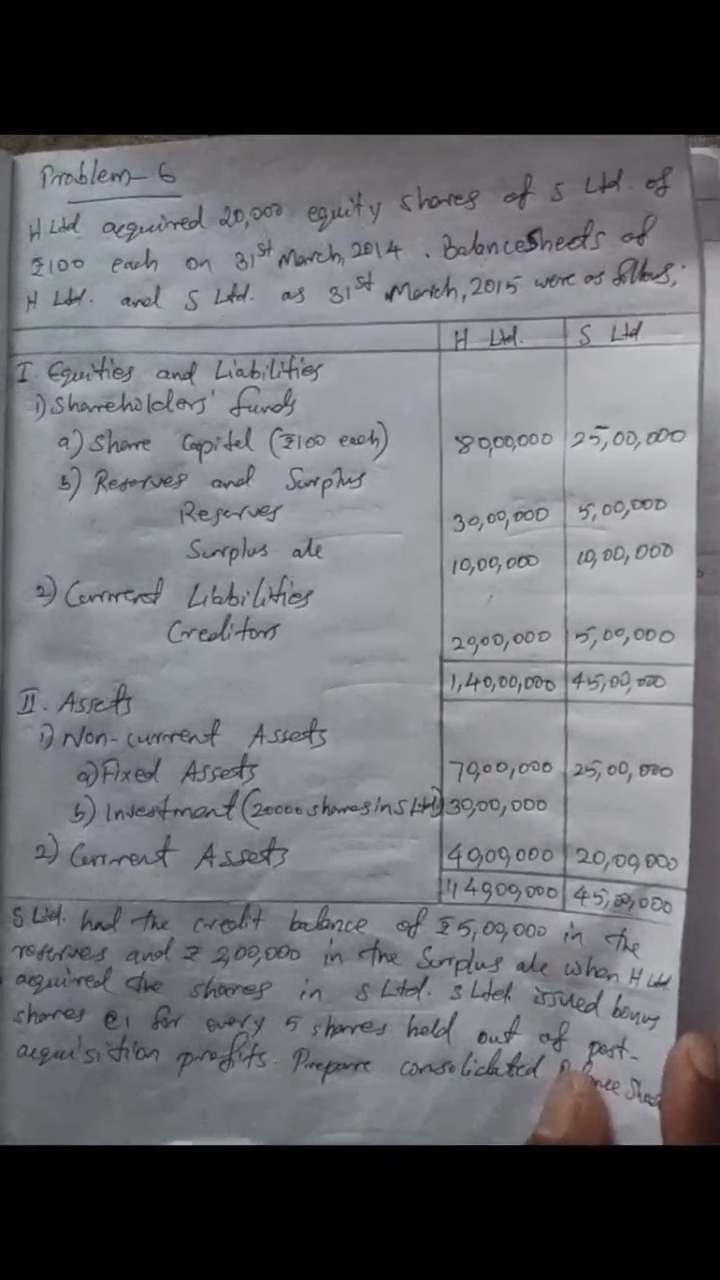 Problem-6
H Ltd acquired 20,000 equity shares of S Ltd. of
₹100 each on 31st March, 2014. BalanceSheets of
H Ltd. and S Ltd. as 31st March, 2015 were as follows;
H Ltd. S Ltd
I. Equities and Liabilities
1) Shareholders' funds
a) Share Capital (₹100 each) 80,00,000 25,00,000
b) Reserves and Surplus
Reserves 30,00,000 5,00,000
Surplus a/c 10,00,000 10,00,000
2) Current Liabilities
Creditors 20,00,000 5,00,000
1,40,00,000 45,00,000
II. Assets
1) Non-current Assets
a) Fixed Assets 70,00,000 25,00,000
b) Investment (20000 shares in S Ltd) 30,00,000
2) Current Assets 40,00,000 20,00,000
1,40,00,000 45,00,000
S Ltd. had the credit balance of ₹5,00,000 in the
reserves and ₹ 2,00,000 in the Surplus a/c when H Ltd
acquired the shares in S Ltd. S Ltd. issued bonus
shares @1 for every 5 shares held out of post-
acquisition profits. Prepare consolidated